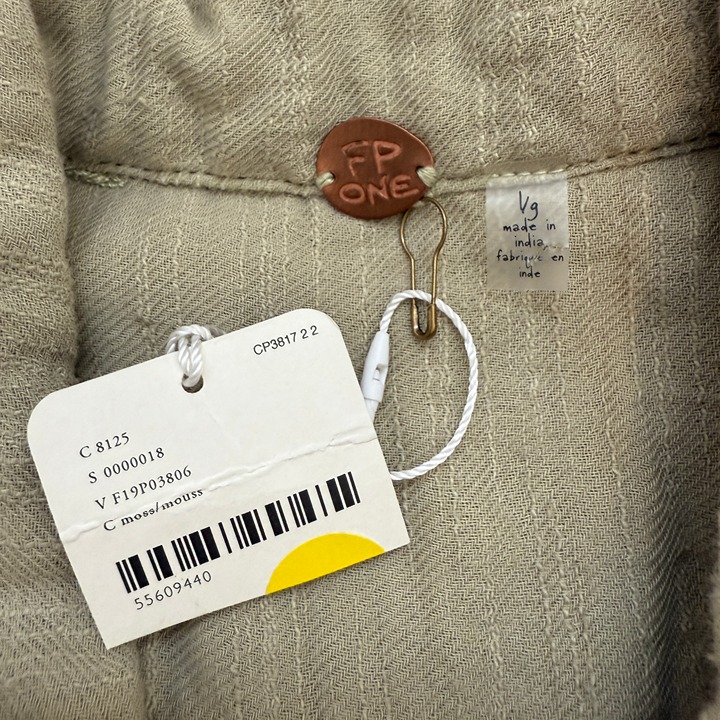 FP
ONE
Vg
made in
india
fabriqué en
inde
CP3817 2 2
C 8125
S 0000018
V F19P03806
C moss/mouss
55609440